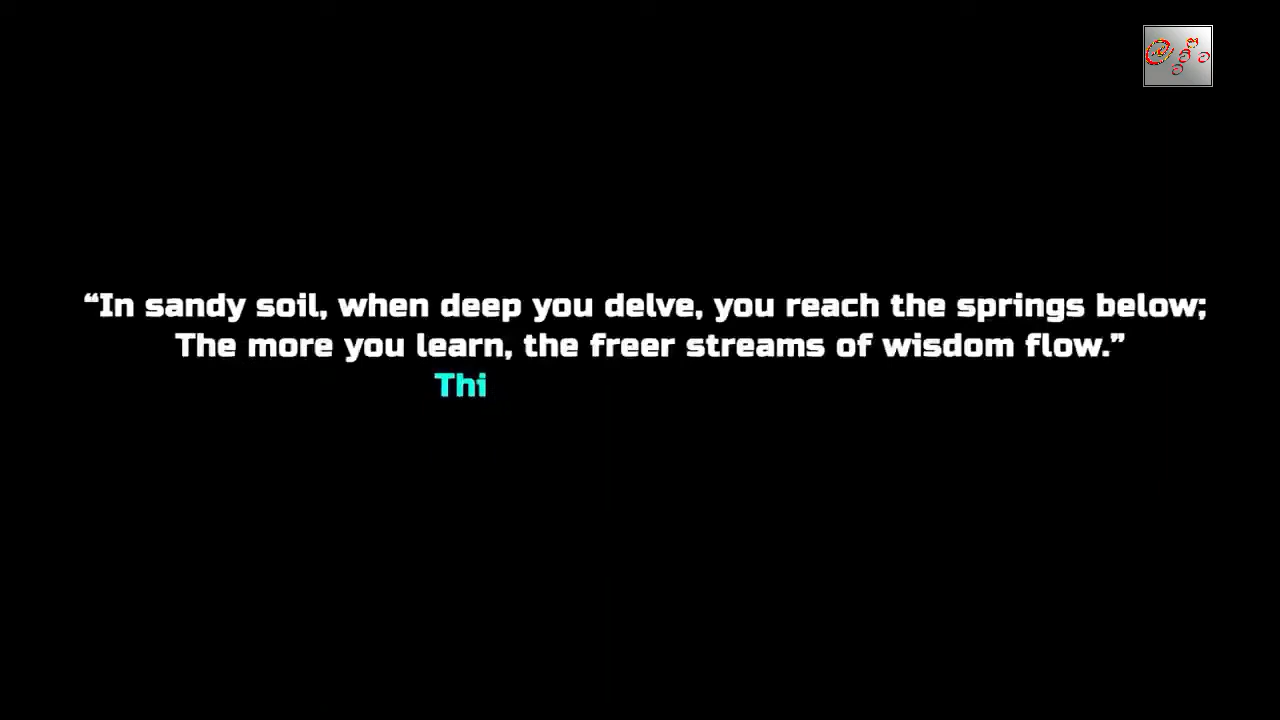 “In sandy soil, when deep you delve, you reach the springs below;
The more you learn, the freer streams of wisdom flow.”
Thi